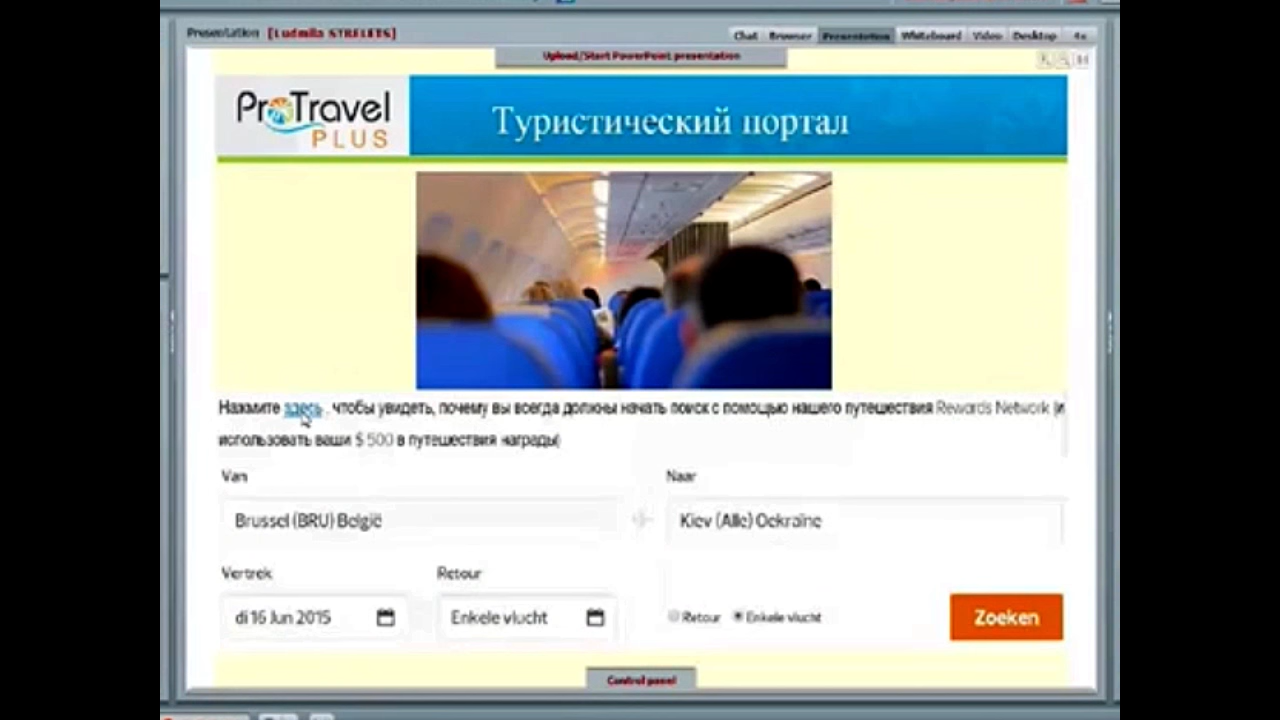 Presentation [Ludmila STRELETS]
Chat Browser Presentation Whiteboard Video Desktop
Upload/Start PowerPoint presentation
ProTravel
PLUS
Туристический портал
Нажмите здесь , чтобы увидеть, почему вы всегда должны начать поиск с помощью нашего путешествия Rewards Network (и
использовать ваши $ 500 в путешествия награды)
Van
Naar
Brussel (BRU) België
Kiev (Alle) Oekraïne
Vertrek
Retour
di 16 Jun 2015
Enkele vlucht
Retour
Enkele vlucht
Zoeken
Control panel